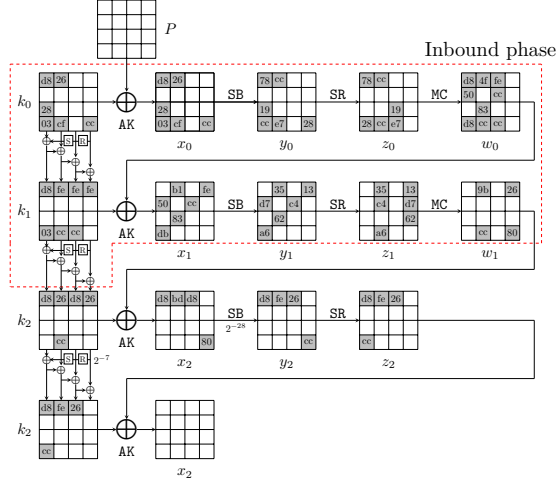 P
Inbound phase
d8 26 d8 26 78 cc 78 cc d8 4f fe
50 cc
k0 AK SB SR MC
28 28 19 19 83
03 cf cc 03 cf cc cc e7 28 28 cc e7 d8 cc cc
S R
x0 y0 z0 w0
d8 fe fe fe b1 fe 35 13 35 13 9b 26
50 cc d7 c4 c4 d7
k1 AK SB SR MC
83 62 62
03 cc cc db a6 a6 cc 80
S R
x1 y1 z1 w1
d8 26 d8 26 d8 bd d8 d8 fe 26 d8 fe 26
k2 AK SB SR
2−28
cc 80 cc cc
S R 2−7
x2 y2 z2
d8 fe 26
k2 AK
cc
x2